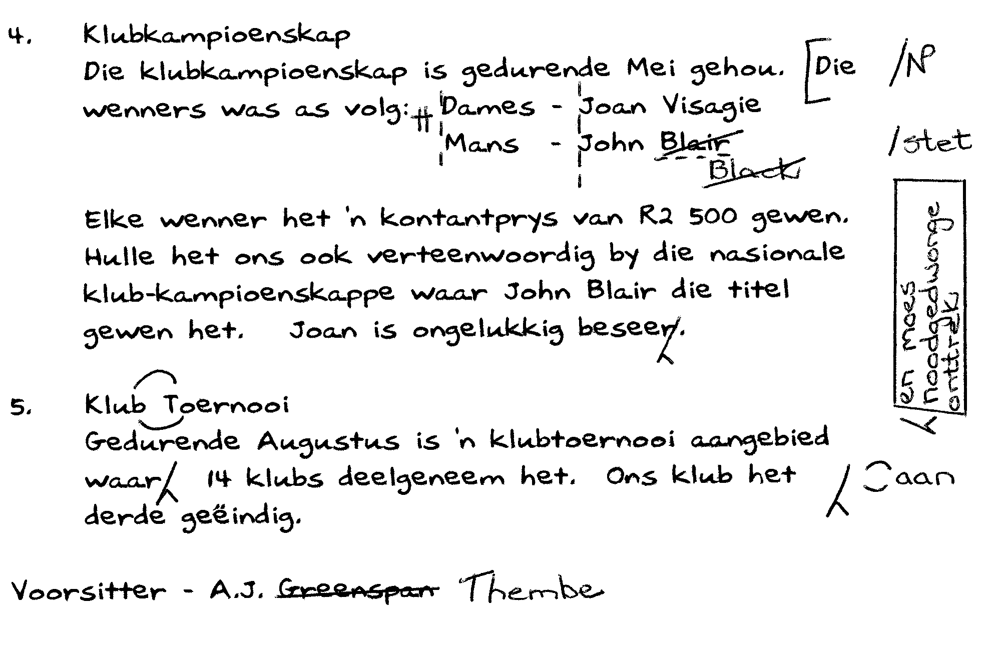 4. Klubkampioenskap
Die klubkampioenskap is gedurende Mei gehou. [Die /NP
wenners was as volg: # Dames - Joan Visagie
Mans - John Blair /stet
Black
Elke wenner het 'n kontantprys van R2 500 gewen.
Hulle het ons ook verteenwoordig by die nasionale
klub-kampioenskappe waar John Blair die titel
gewen het. Joan is ongelukkig beseer.
en moes
noodgedwonge
onttrek
5. Klub Toernooi
Gedurende Augustus is 'n klubtoernooi aangebied
waar 14 klubs deelgeneem het. Ons klub het aan
derde geëindig.
Voorsitter - A.J. Greenspan Thembe